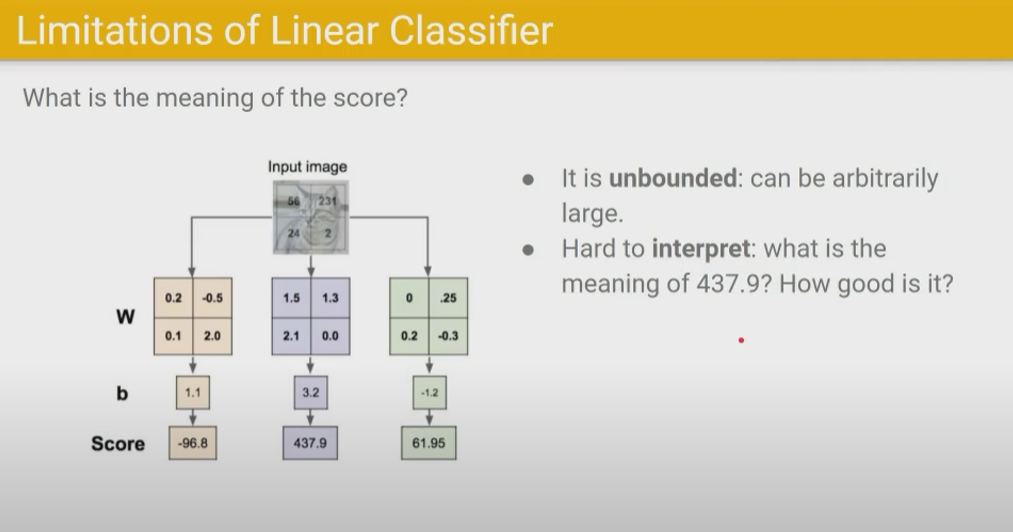 Limitations of Linear Classifier
What is the meaning of the score?
Input image
56 231
24 2
W
0.2 -0.5
0.1 2.0
1.5 1.3
2.1 0.0
0 .25
0.2 -0.3
b
1.1
3.2
-1.2
Score
-96.8
437.9
61.95
● It is unbounded: can be arbitrarily
large.
● Hard to interpret: what is the
meaning of 437.9? How good is it?